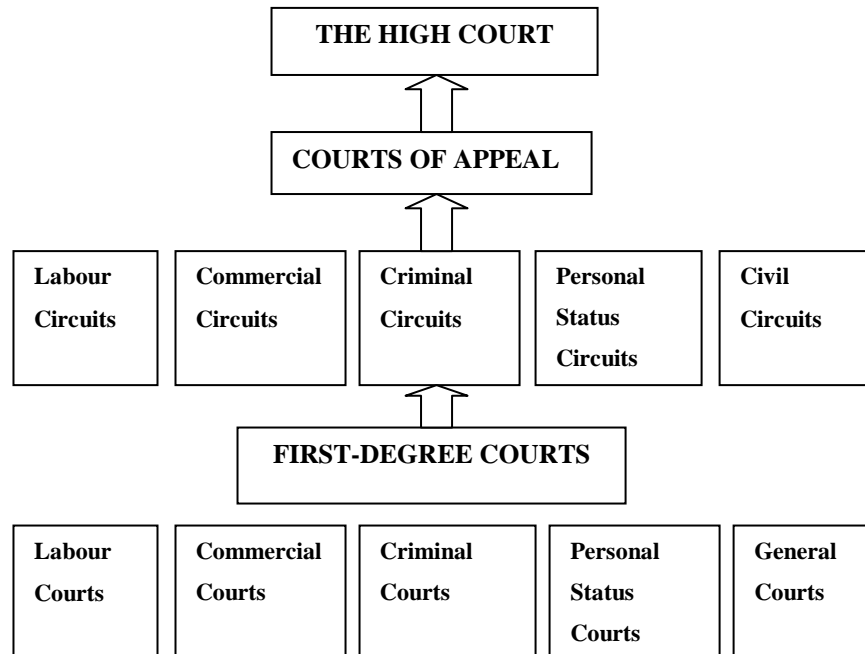 THE HIGH COURT
COURTS OF APPEAL
Labour
Circuits
Commercial
Circuits
Criminal
Circuits
Personal
Status
Circuits
Civil
Circuits
FIRST-DEGREE COURTS
Labour
Courts
Commercial
Courts
Criminal
Courts
Personal
Status
Courts
General
Courts